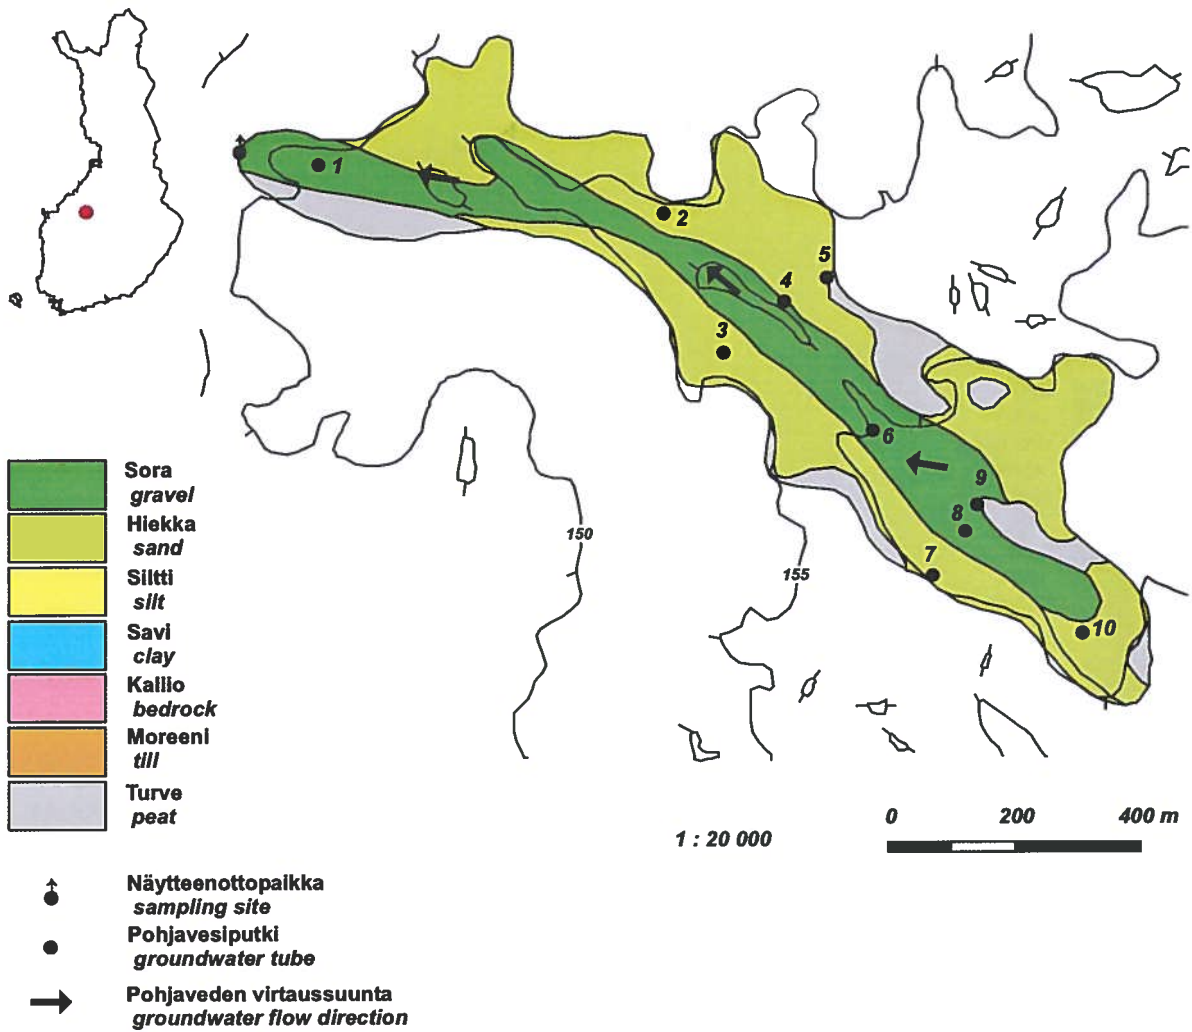 1
2
3
4
5
6
7
8
9
10
150
155
Sora
gravel
Hiekka
sand
Siltti
silt
Savi
clay
Kallio
bedrock
Moreeni
till
Turve
peat
1 : 20 000
0 200 400 m
Näytteenottopaikka
sampling site
Pohjavesiputki
groundwater tube
Pohjaveden virtaussuunta
groundwater flow direction